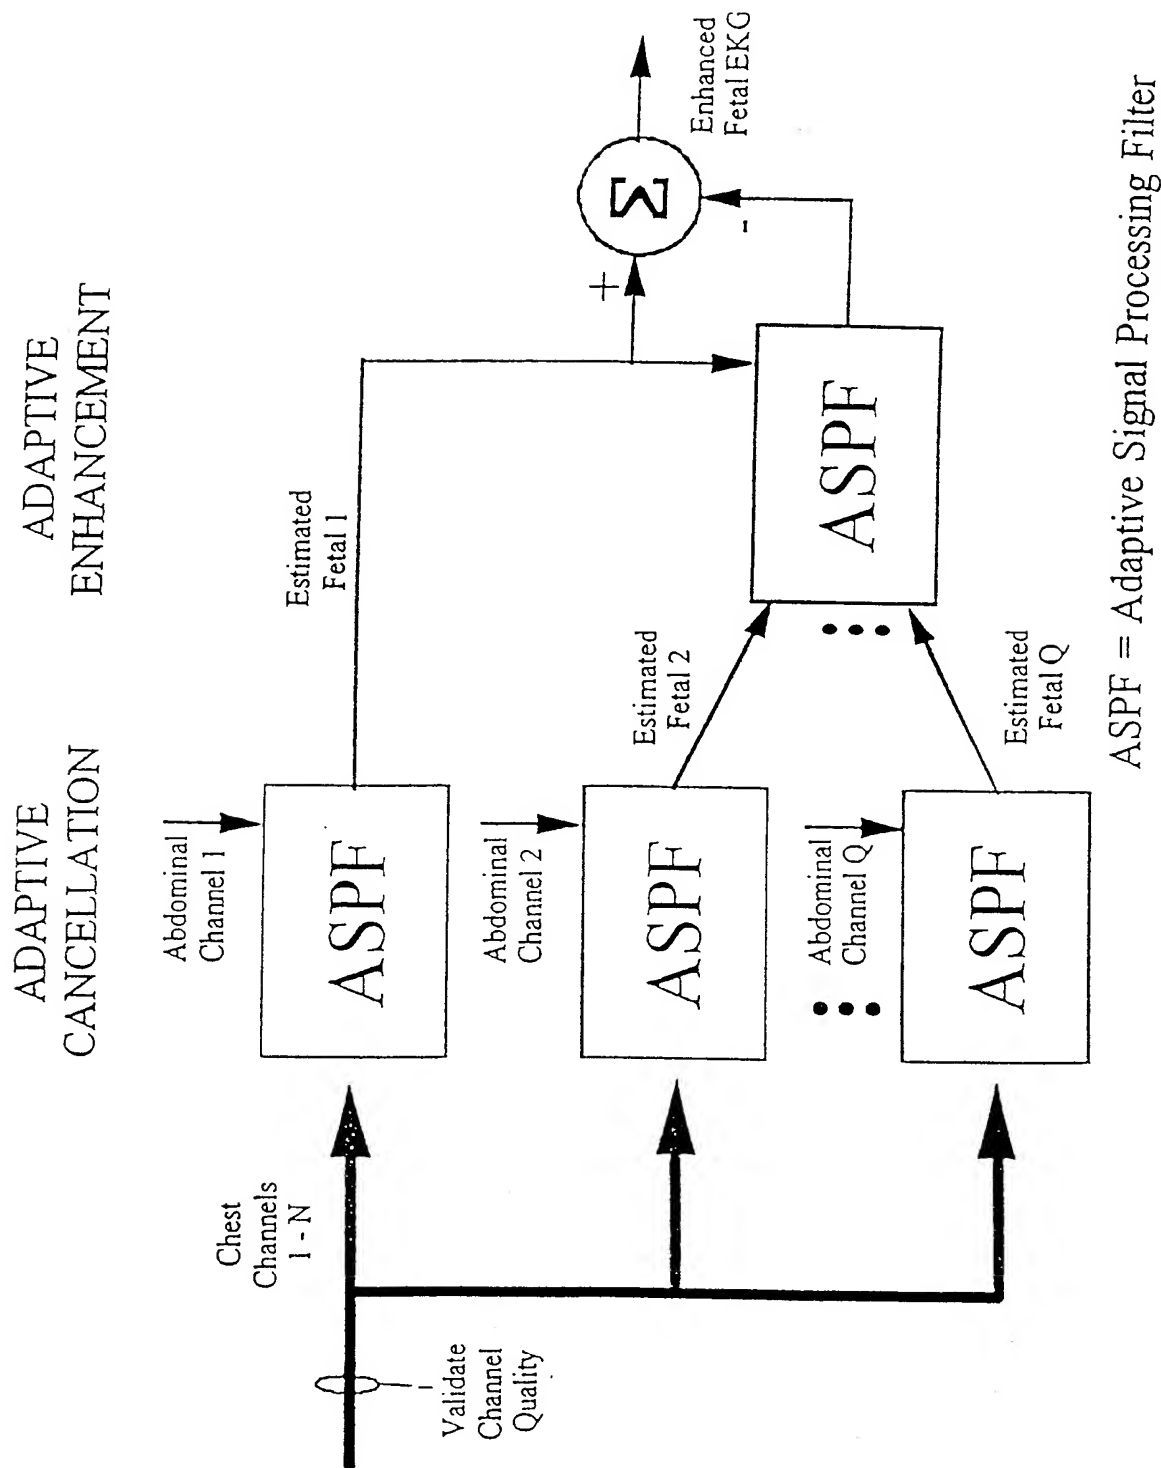 ADAPTIVE
CANCELLATION
ADAPTIVE
ENHANCEMENT
Validate
Channel
Quality
Chest
Channels
1 - N
Abdominal
Channel 1
ASPF
Estimated
Fetal 1
Abdominal
Channel 2
ASPF
Estimated
Fetal 2
Abdominal
Channel Q
ASPF
Estimated
Fetal Q
ASPF
+
-
Σ
Enhanced
Fetal EKG
ASPF = Adaptive Signal Processing Filter